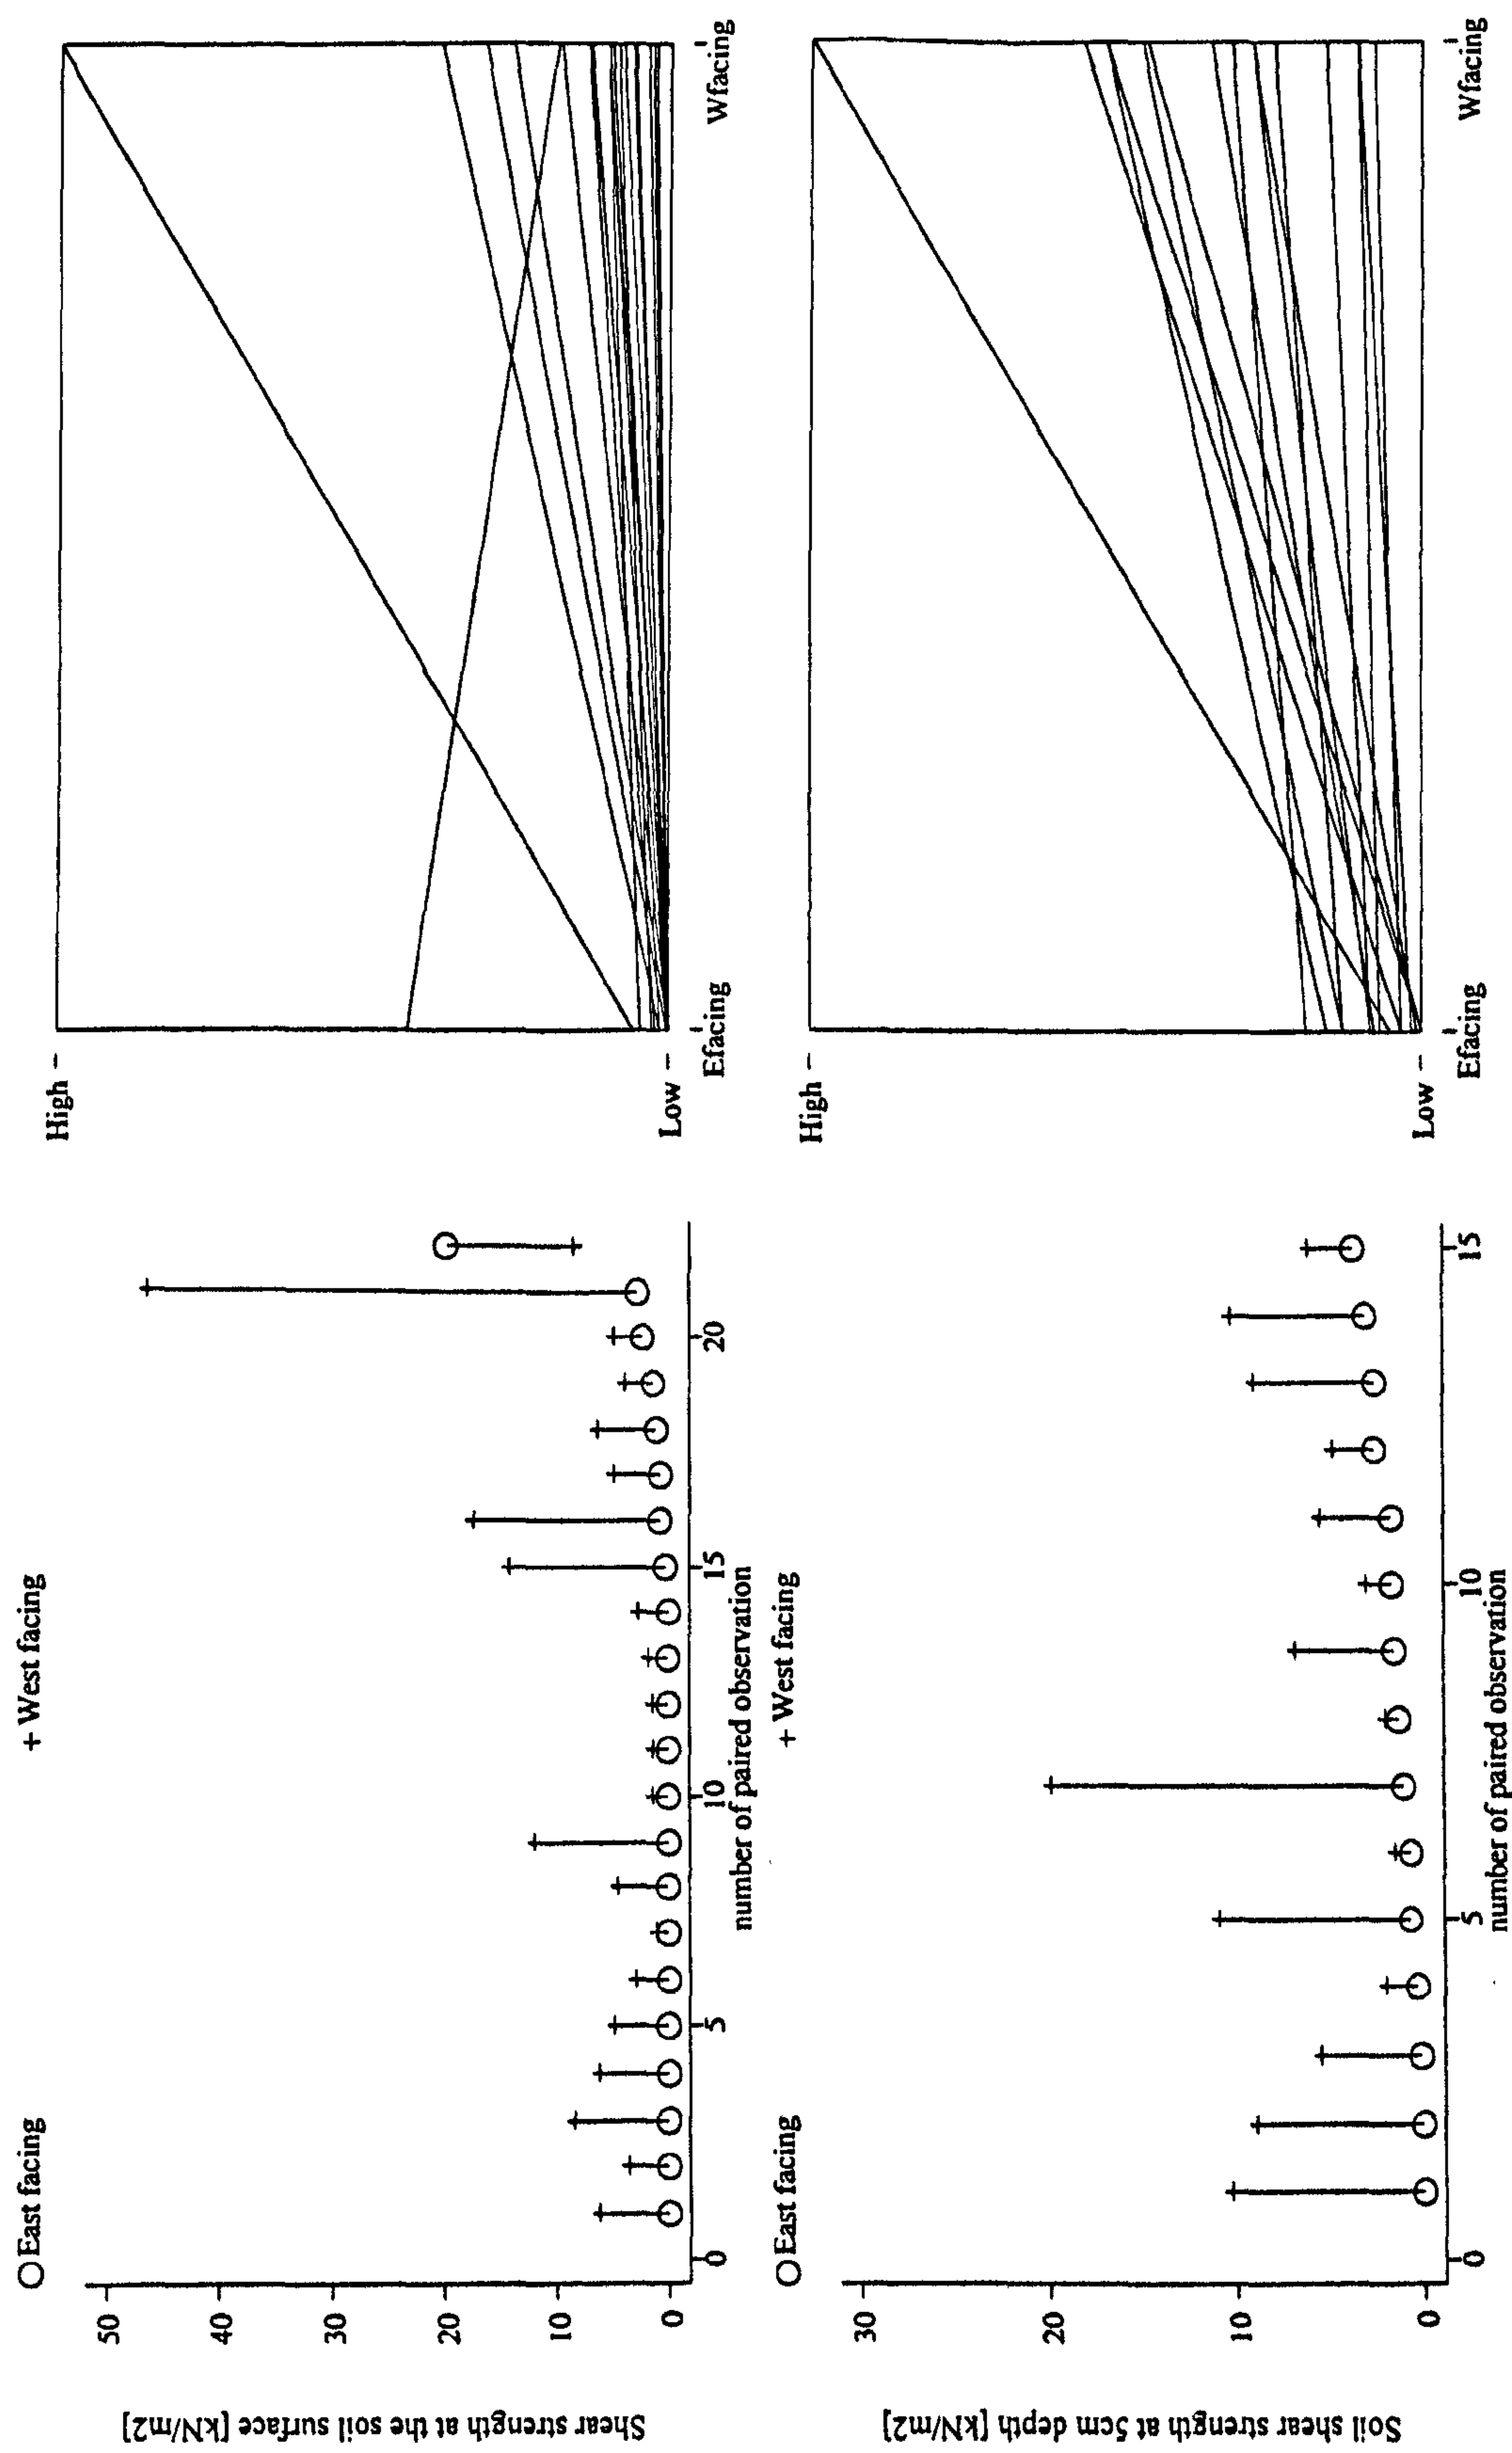 ○ East facing
+ West facing
Shear strength at the soil surface [kN/m2]
50
40
30
20
10
0
0
5
10
15
20
number of paired observation
High
Low
Efacing
Wfacing
○ East facing
+ West facing
Soil shear strength at 5cm depth [kN/m2]
30
20
10
0
0
5
10
15
number of paired observation
High
Low
Efacing
Wfacing